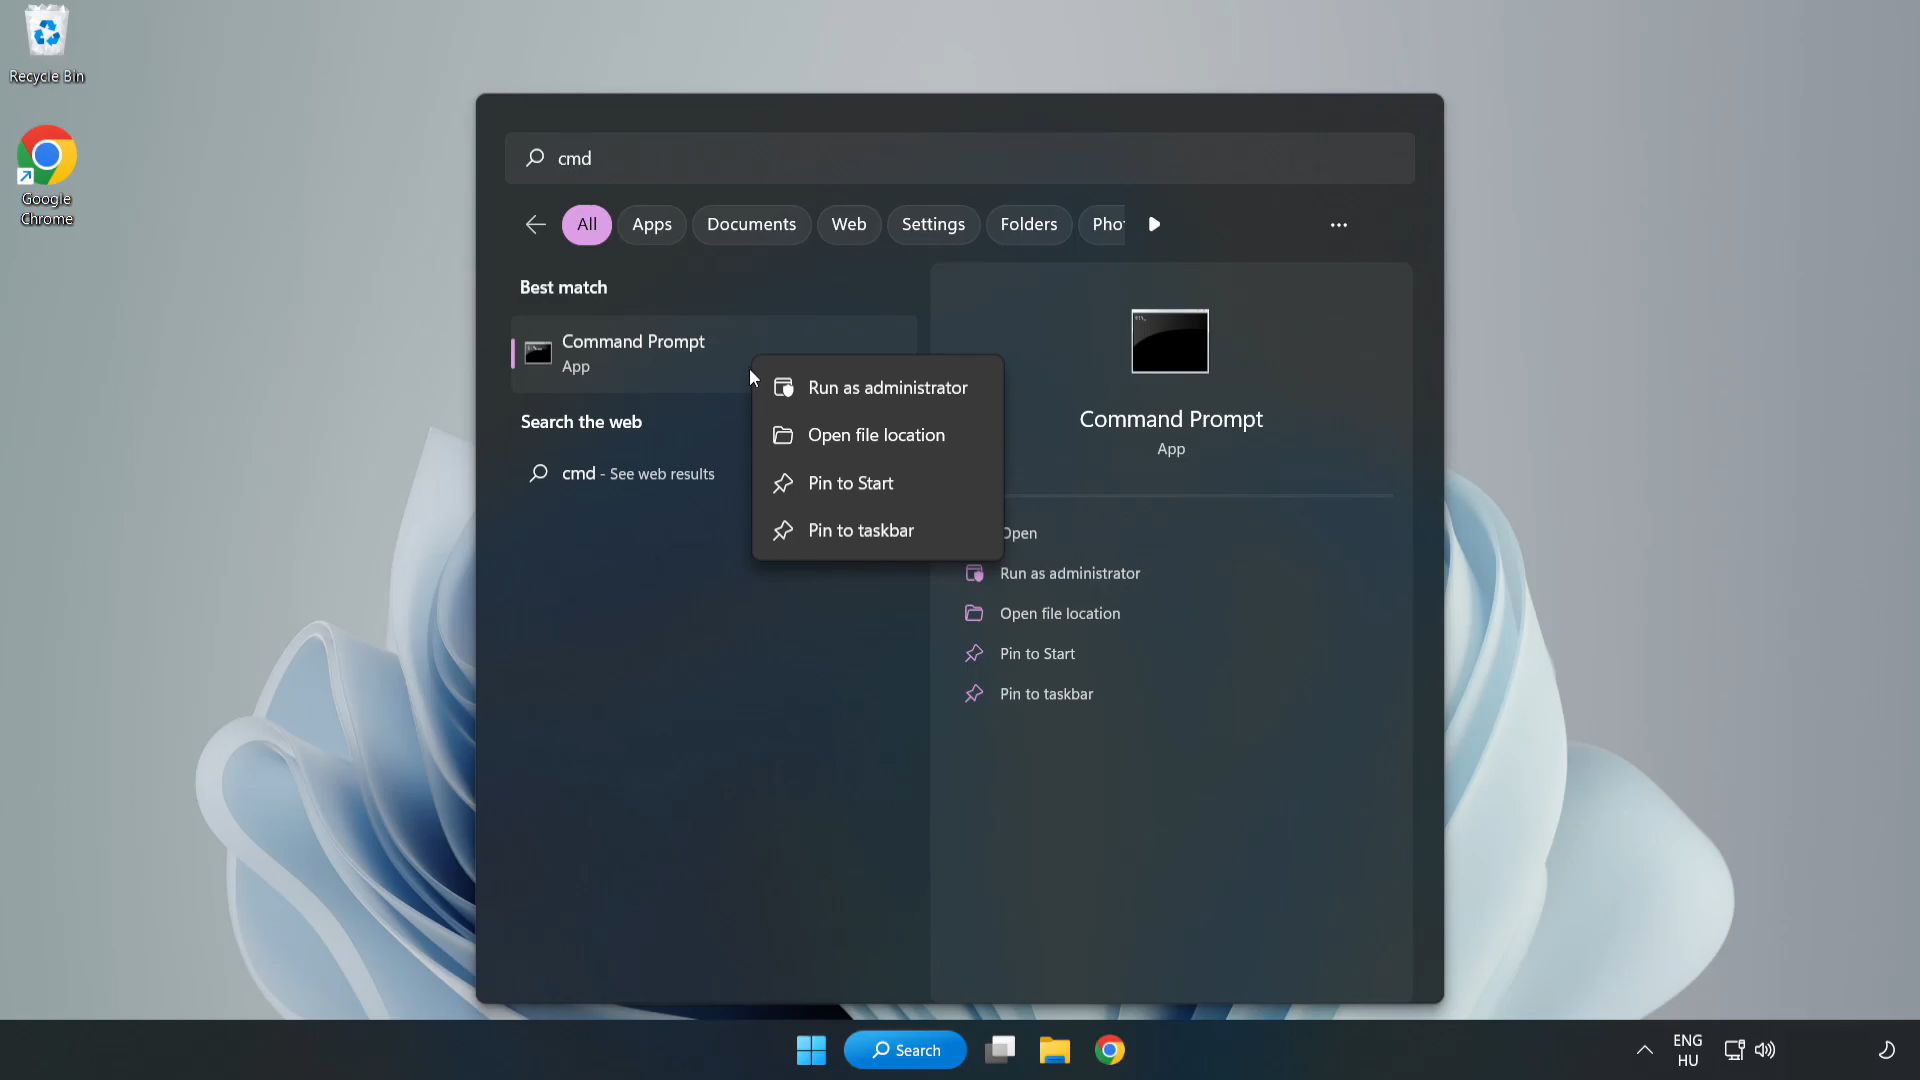 Recycle Bin
Google
Chrome
cmd
All
Apps
Documents
Web
Settings
Folders
Best match
Command Prompt
App
Search the web
cmd - See web results
Run as administrator
Open file location
Pin to Start
Pin to taskbar
Command Prompt
App
Open
Run as administrator
Open file location
Pin to Start
Pin to taskbar
Search
ENG
HU